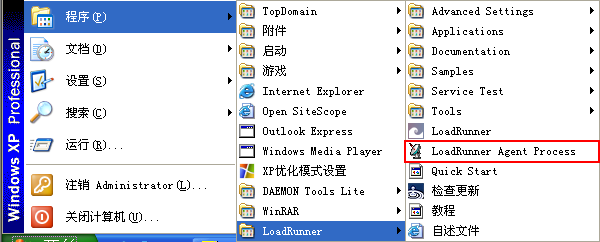 Windows XP Professional
程序(P)
文档(D)
设置(S)
搜索(C)
运行(R)...
注销 Administrator(L)...
关闭计算机(U)...
TopDomain
附件
启动
游戏
Internet Explorer
Open SiteScope
Outlook Express
Windows Media Player
XP优化模式设置
DAEMON Tools Lite
WinRAR
LoadRunner
Advanced Settings
Applications
Documentation
Samples
Service Test
Tools
LoadRunner
LoadRunner Agent Process
Quick Start
检查更新
教程
自述文件